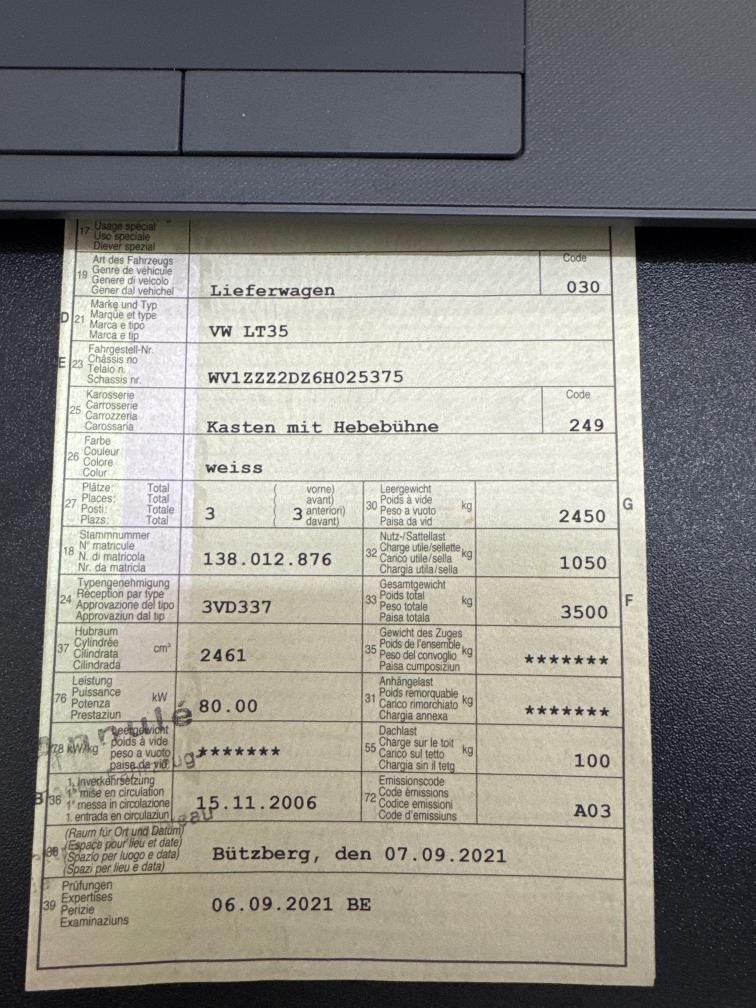 17 Usage spécial
Uso speciale
Diever spezial
Art des Fahrzeugs Code
19 Genre de véhicule
Genere di veicolo
Gener dal vehichel Lieferwagen 030
Marke und Typ
D 21 Marque et type
Marca e tipo
Marca e tip VW LT35
Fahrgestell-Nr.
E 23 Châssis no
Telaio n.
Schassis nr. WV1ZZZ2DZ6H025375
Karosserie Code
25 Carrosserie
Carrozzeria
Carossaria Kasten mit Hebebühne 249
Farbe
26 Couleur
Colore
Colur weiss
Plätze: Total vorne) Leergewicht
27 Places: Total avant) 30 Poids à vide kg G
Posti: Totale 3 3 anteriori) Peso a vuoto
Plazs: Total davant) Paisa da vid 2450
Stammnummer Nutz-/Sattellast
18 N° matricule 32 Charge utile/sellette kg
N. di matricola 138.012.876 Carico utile/sella
Nr. da matricla Chargia utila/sella 1050
Typengenehmigung Gesamtgewicht
24 Réception par type 33 Poids total kg F
Approvazione del tipo 3VD337 Peso totale
Approvaziun dal tip Paisa totala 3500
Hubraum Gewicht des Zuges
37 Cylindrée cm³ 35 Poids de l'ensemble kg
Cilindrata 2461 Peso del convoglio
Cilindrada Paisa cumposiziun *******
Leistung Anhängelast
76 Puissance kW 31 Poids remorquable kg
Potenza 80.00 Carico rimorchiato
Prestaziun Chargia annexa *******
Annulé
Leergewicht Dachlast
78 kW/kg poids à vide 55 Charge sur le toit kg
peso a vuoto ******* Carico sul tetto
paisa da vid Chargia sin il tetg 100
1. Inverkehrsetzung Emissionscode
B 36 1re mise en circulation 72 Code émissions
1a messa in circolazione 15.11.2006 Codice emissioni
1. entrada en circulaziun Code d'emissiuns A03
(Raum für Ort und Datum)
38 (Espace pour lieu et date)
(Spazio per luogo e data) Bützberg, den 07.09.2021
(Spazi per lieu e data)
Prüfungen
39 Expertises 06.09.2021 BE
Perizie
Examinaziuns